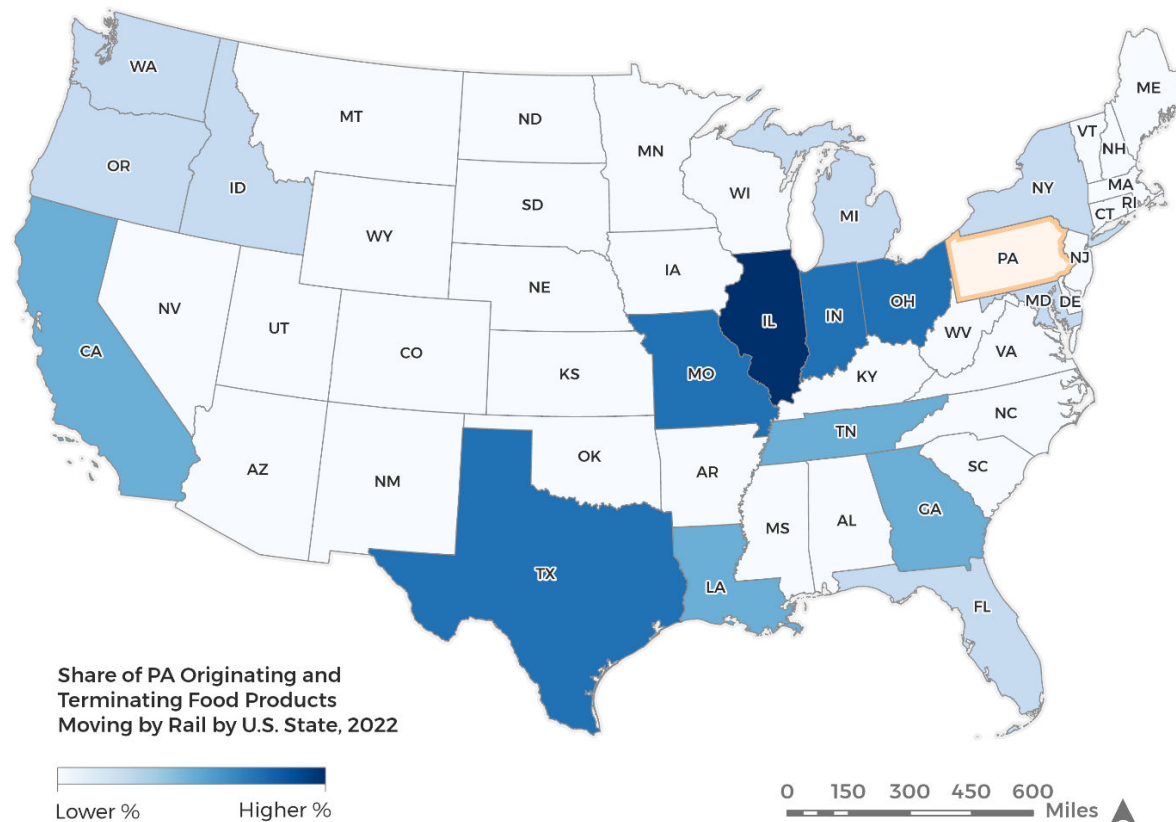 WA
ME
MT
ND
VT
MN
NH
OR
ID
WI
NY
MA
SD
MI
RI
CT
WY
PA
NJ
IA
NE
OH
MD
DE
NV
IL
IN
UT
WV
CA
CO
VA
KS
MO
KY
NC
TN
OK
AZ
NM
AR
SC
GA
MS
AL
TX
LA
FL
Share of PA Originating and
Terminating Food Products
Moving by Rail by U.S. State, 2022
Lower %
Higher %
0 150 300 450 600
Miles